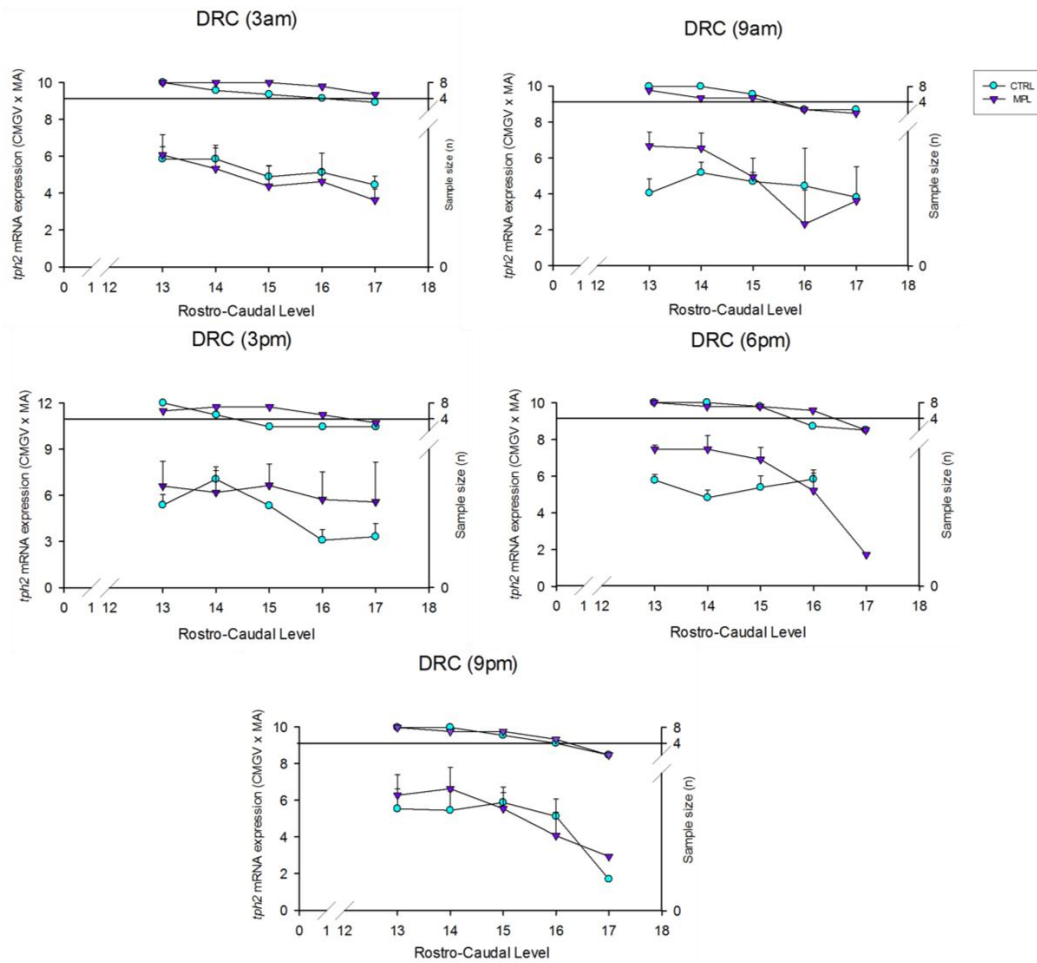 DRC (3am)
10
8
6
4
2
0
tph2 mRNA expression (CMGV x MA)
8
4
0
Sample size (n)
0 1 12 13 14 15 16 17 18
Rostro-Caudal Level
DRC (9am)
10
8
6
4
2
0
tph2 mRNA expression (CMGV x MA)
8
4
0
Sample size (n)
0 1 12 13 14 15 16 17 18
Rostro-Caudal Level
CTRL
MPL
DRC (3pm)
12
9
6
3
0
tph2 mRNA expression (CMGV x MA)
8
4
0
Sample size (n)
0 1 12 13 14 15 16 17 18
Rostro-Caudal Level
DRC (6pm)
10
8
6
4
2
0
tph2 mRNA expression (CMGV x MA)
8
4
0
Sample size (n)
0 1 12 13 14 15 16 17 18
Rostro-Caudal Level
DRC (9pm)
10
8
6
4
2
0
tph2 mRNA expression (CMGV x MA)
8
4
0
Sample size (n)
0 1 12 13 14 15 16 17 18
Rostro-Caudal Level